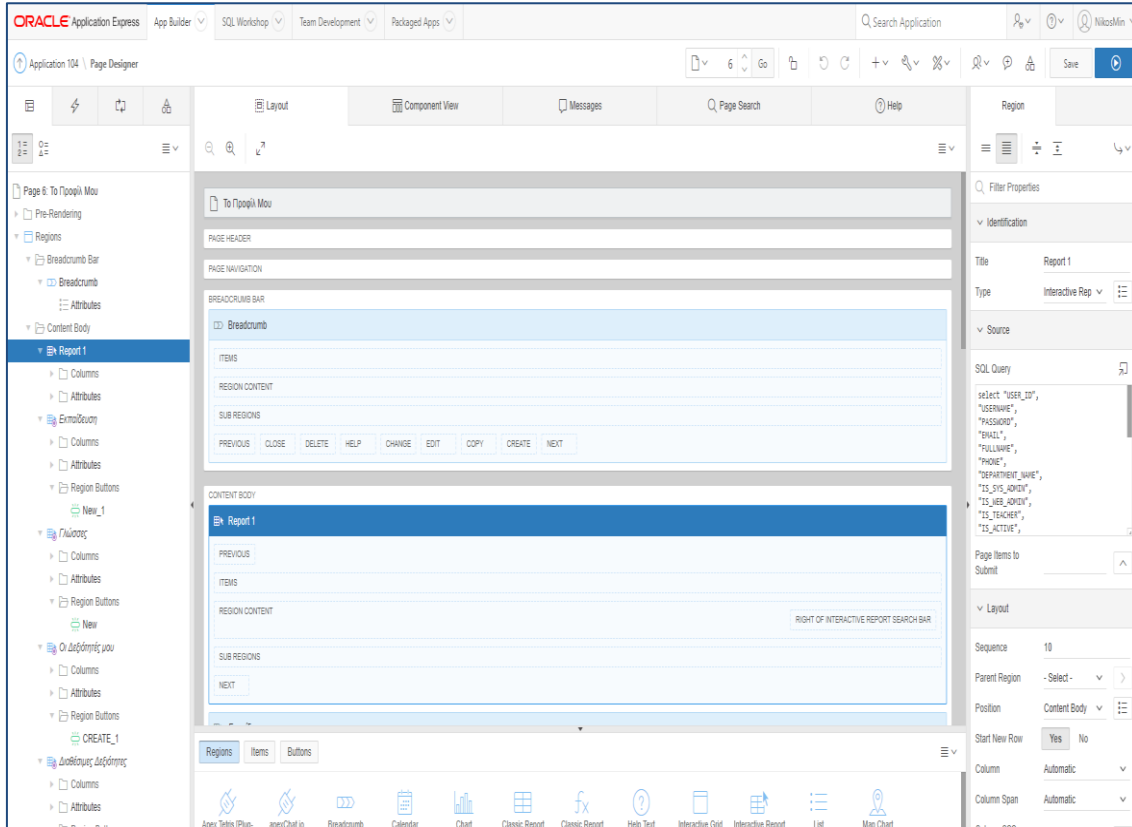 ORACLE Application Express App Builder SQL Workshop Team Development Packaged Apps Search Application NikosMin
Application 104 \ Page Designer 6 Go Save
Layout Component View Messages Page Search Help Region
Page 6: Το Προφίλ Μου
Pre-Rendering
Regions
Breadcrumb Bar
Breadcrumb
Attributes
Content Body
Report 1
Columns
Attributes
Εκπαίδευση
Columns
Attributes
Region Buttons
New_1
Γλώσσες
Columns
Attributes
Region Buttons
New
Οι Δεξιότητές μου
Columns
Attributes
Region Buttons
CREATE_1
Διαθέσιμες Δεξιότητες
Columns
Attributes
Το Προφίλ Μου
PAGE HEADER
PAGE NAVIGATION
BREADCRUMB BAR
Breadcrumb
ITEMS
REGION CONTENT
SUB REGIONS
PREVIOUS CLOSE DELETE HELP CHANGE EDIT COPY CREATE NEXT
CONTENT BODY
Report 1
PREVIOUS
ITEMS
REGION CONTENT
RIGHT OF INTERACTIVE REPORT SEARCH BAR
SUB REGIONS
NEXT
Regions Items Buttons
Apex Tetris [Plug- apexChat.io Breadcrumb Calendar Chart Classic Report Classic Report Help Text Interactive Grid Interactive Report List Map Chart
Filter Properties
Identification
Title Report 1
Type Interactive Rep
Source
SQL Query
select "USER_ID",
"USERNAME",
"PASSWORD",
"EMAIL",
"FULLNAME",
"PHONE",
"DEPARTMENT_NAME",
"IS_SYS_ADMIN",
"IS_WEB_ADMIN",
"IS_TEACHER",
"IS_ACTIVE",
Page Items to
Submit
Layout
Sequence 10
Parent Region - Select -
Position Content Body
Start New Row Yes No
Column Automatic
Column Span Automatic